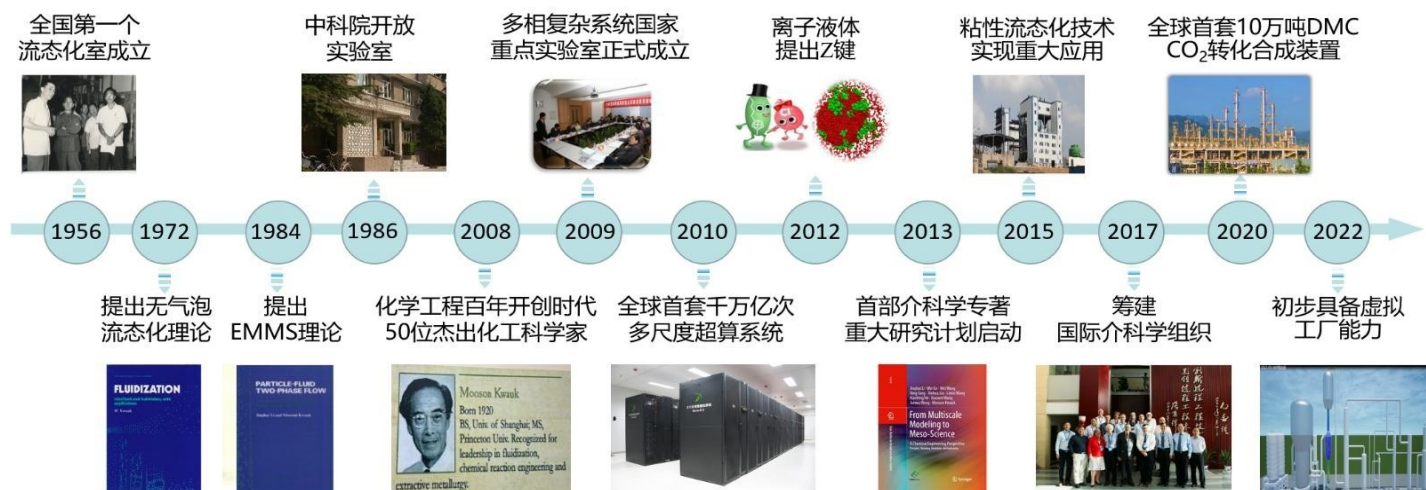 全国第一个
流态化室成立
中科院开放
实验室
多相复杂系统国家
重点实验室正式成立
离子液体
提出Z键
粘性流态化技术
实现重大应用
全球首套10万吨DMC
CO₂转化合成装置
1956
1972
1984
1986
2008
2009
2010
2012
2013
2015
2017
2020
2022
提出无气泡
流态化理论
提出
EMMS理论
化学工程百年开创时代
50位杰出化工科学家
全球首套千万亿次
多尺度超算系统
首部介科学专著
重大研究计划启动
筹建
国际介科学组织
初步具备虚拟
工厂能力
FLUIDIZATION
M. Kwauk
PARTICLE-FLUID
TWO-PHASE FLOW
Mooson Kwauk
Born 1920
BS, Univ. of Shanghai; MS,
Princeton Univ. Recognized for
leadership in fluidization,
chemical reaction engineering and
extractive metallurgy.
From Multiscale
Modeling to
Meso-Science
Springer